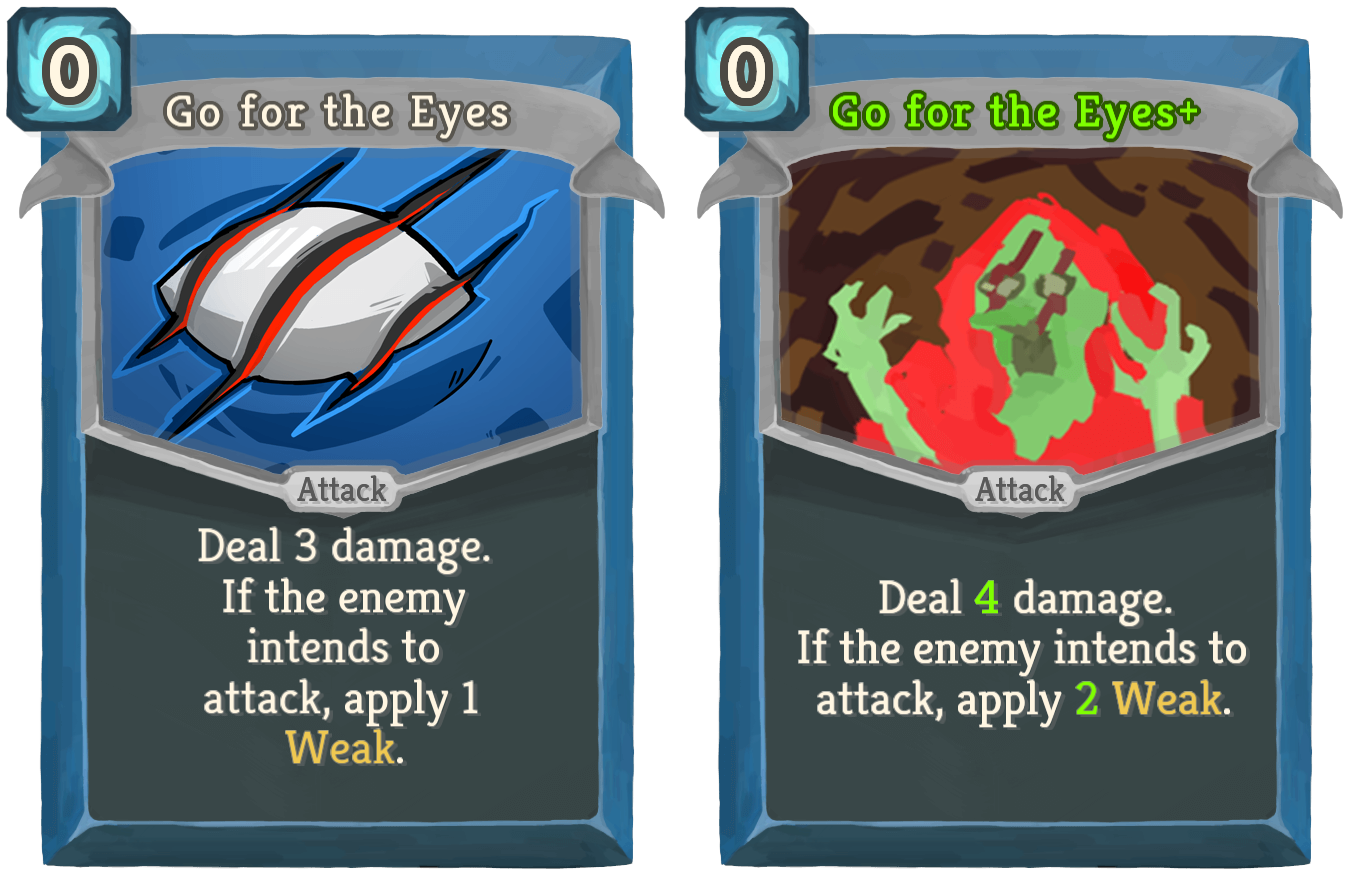 0
Go for the Eyes
Attack
Deal 3 damage.
If the enemy
intends to
attack, apply 1
Weak.
0
Go for the Eyes+
Attack
Deal 4 damage.
If the enemy intends to
attack, apply 2 Weak.